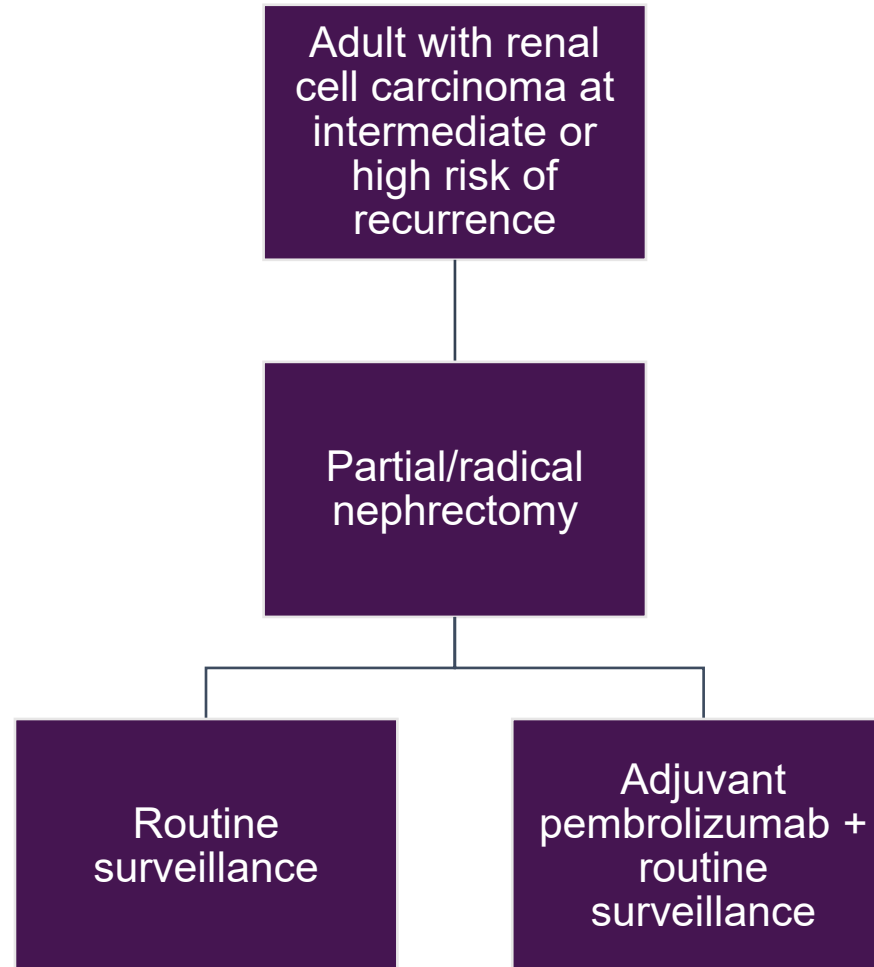 Adult with renal
cell carcinoma at
intermediate or
high risk of
recurrence
Partial/radical
nephrectomy
Routine
surveillance
Adjuvant
pembrolizumab +
routine
surveillance